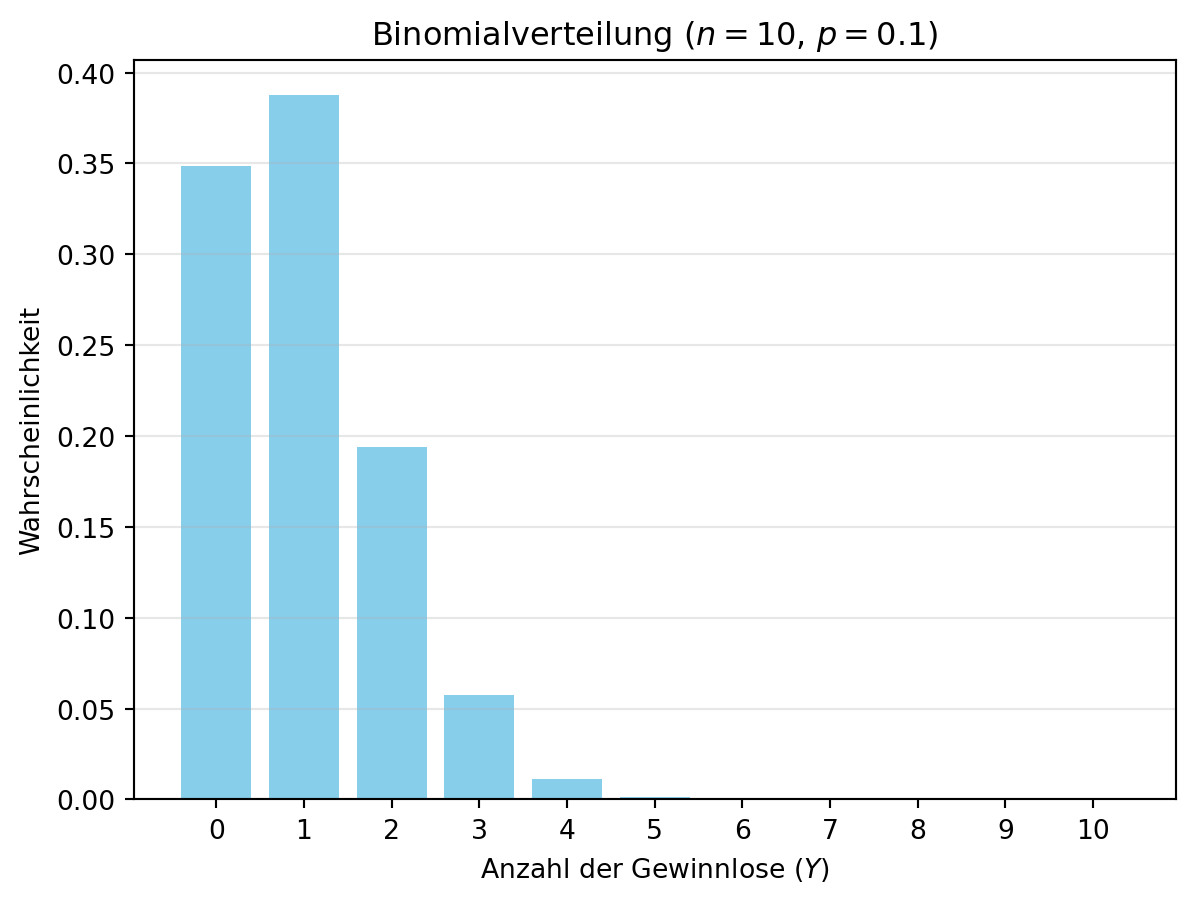 Binomialverteilung (n = 10, p = 0.1)
Wahrscheinlichkeit
0.40
0.35
0.30
0.25
0.20
0.15
0.10
0.05
0.00
0 1 2 3 4 5 6 7 8 9 10
Anzahl der Gewinnlose (Y)